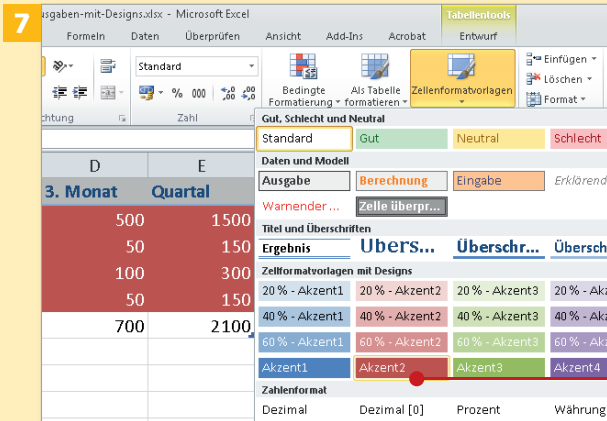 7
usgaben-mit-Designs.xlsx - Microsoft Excel
Tabellentools
Formeln Daten Überprüfen Ansicht Add-Ins Acrobat Entwurf
Standard
% 000
Bedingte Formatierung
Als Tabelle formatieren
Zellenformatvorlagen
Einfügen
Löschen
Format
chtung Zahl
Gut, Schlecht und Neutral
Standard Gut Neutral Schlecht
Daten und Modell
Ausgabe Berechnung Eingabe Erklärend
Warnender ... Zelle überpr...
Titel und Überschriften
Ergebnis Übers... Überschr... Übersch
Zellformatvorlagen mit Designs
20 % - Akzent1 20 % - Akzent2 20 % - Akzent3 20 % - Akz
40 % - Akzent1 40 % - Akzent2 40 % - Akzent3 40 % - Akz
60 % - Akzent1 60 % - Akzent2 60 % - Akzent3 60 % - Akz
Akzent1 Akzent2 Akzent3 Akzent4
Zahlenformat
Dezimal Dezimal [0] Prozent Währung
D E
3. Monat Quartal
500 1500
50 150
100 300
50 150
700 2100